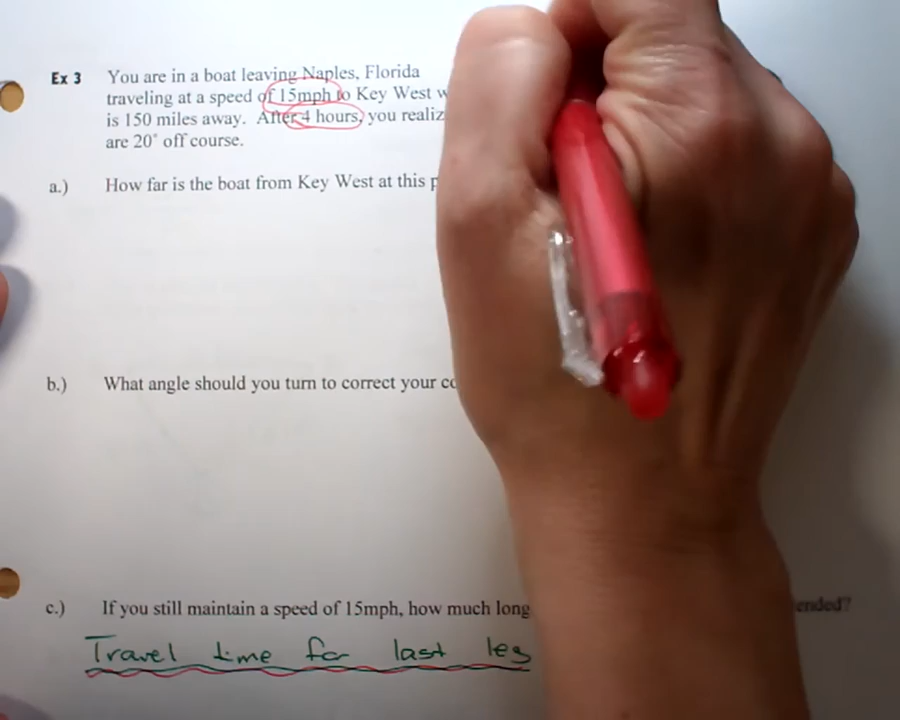 Ex 3 You are in a boat leaving Naples, Florida
traveling at a speed of 15mph to Key West
is 150 miles away. After 4 hours, you
are 20° off course.
a.) How far is the boat from Key West at this
b.) What angle should you turn to correct your
c.) If you still maintain a speed of 15mph, how much long ended?
Travel time for last leg